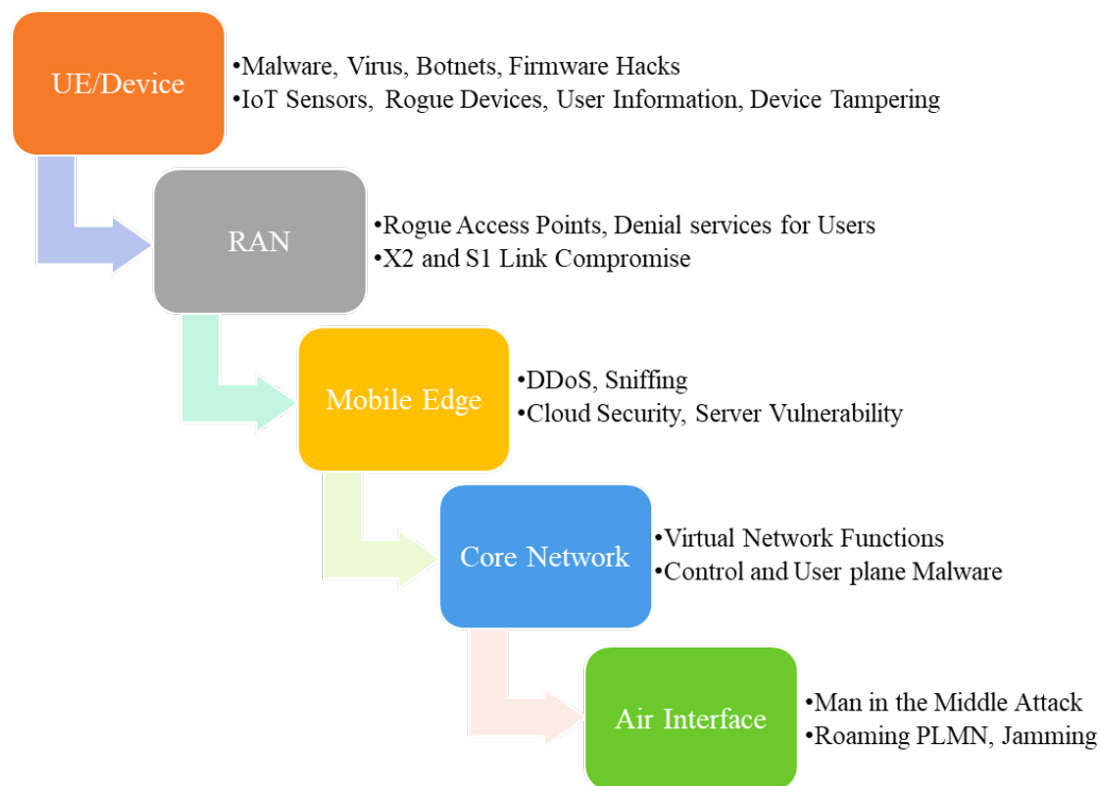 UE/Device
•Malware, Virus, Botnets, Firmware Hacks
•IoT Sensors, Rogue Devices, User Information, Device Tampering
RAN
•Rogue Access Points, Denial services for Users
•X2 and S1 Link Compromise
Mobile Edge
•DDoS, Sniffing
•Cloud Security, Server Vulnerability
Core Network
•Virtual Network Functions
•Control and User plane Malware
Air Interface
•Man in the Middle Attack
•Roaming PLMN, Jamming